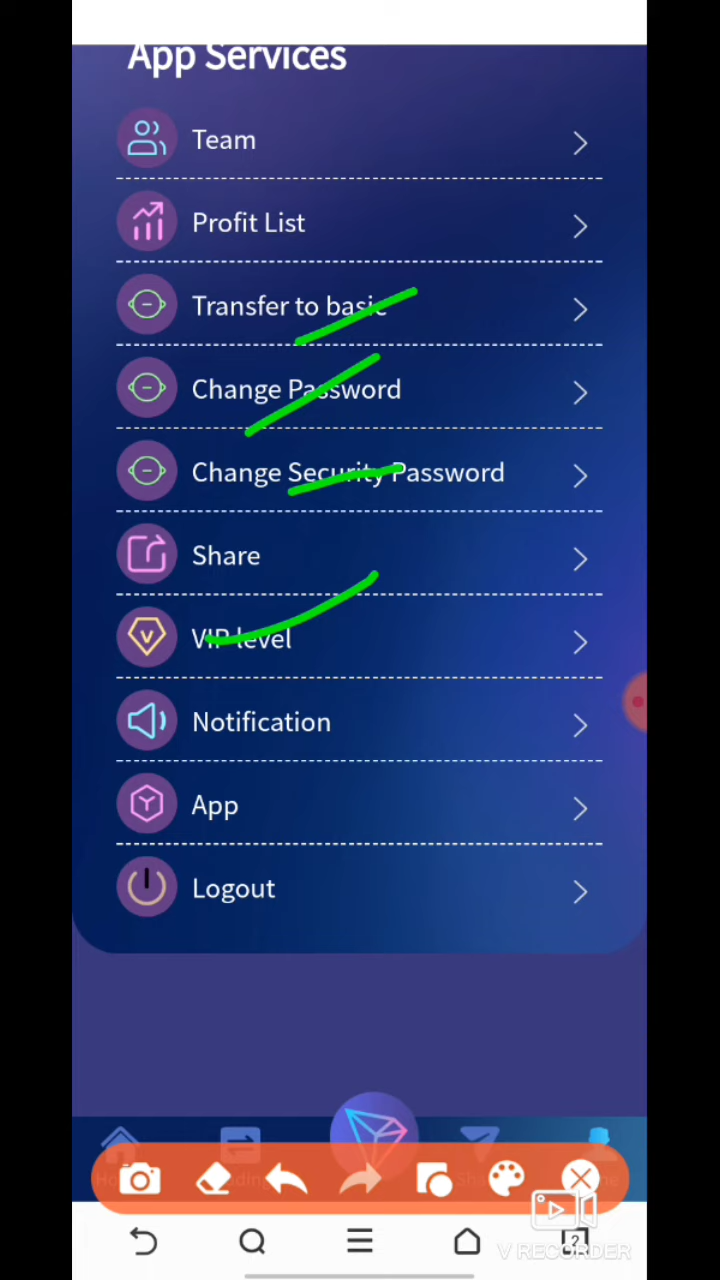 App Services
Team
Profit List
Transfer to basic
Change Password
Change Security Password
Share
VIP level
Notification
App
Logout
2
V RECORDER